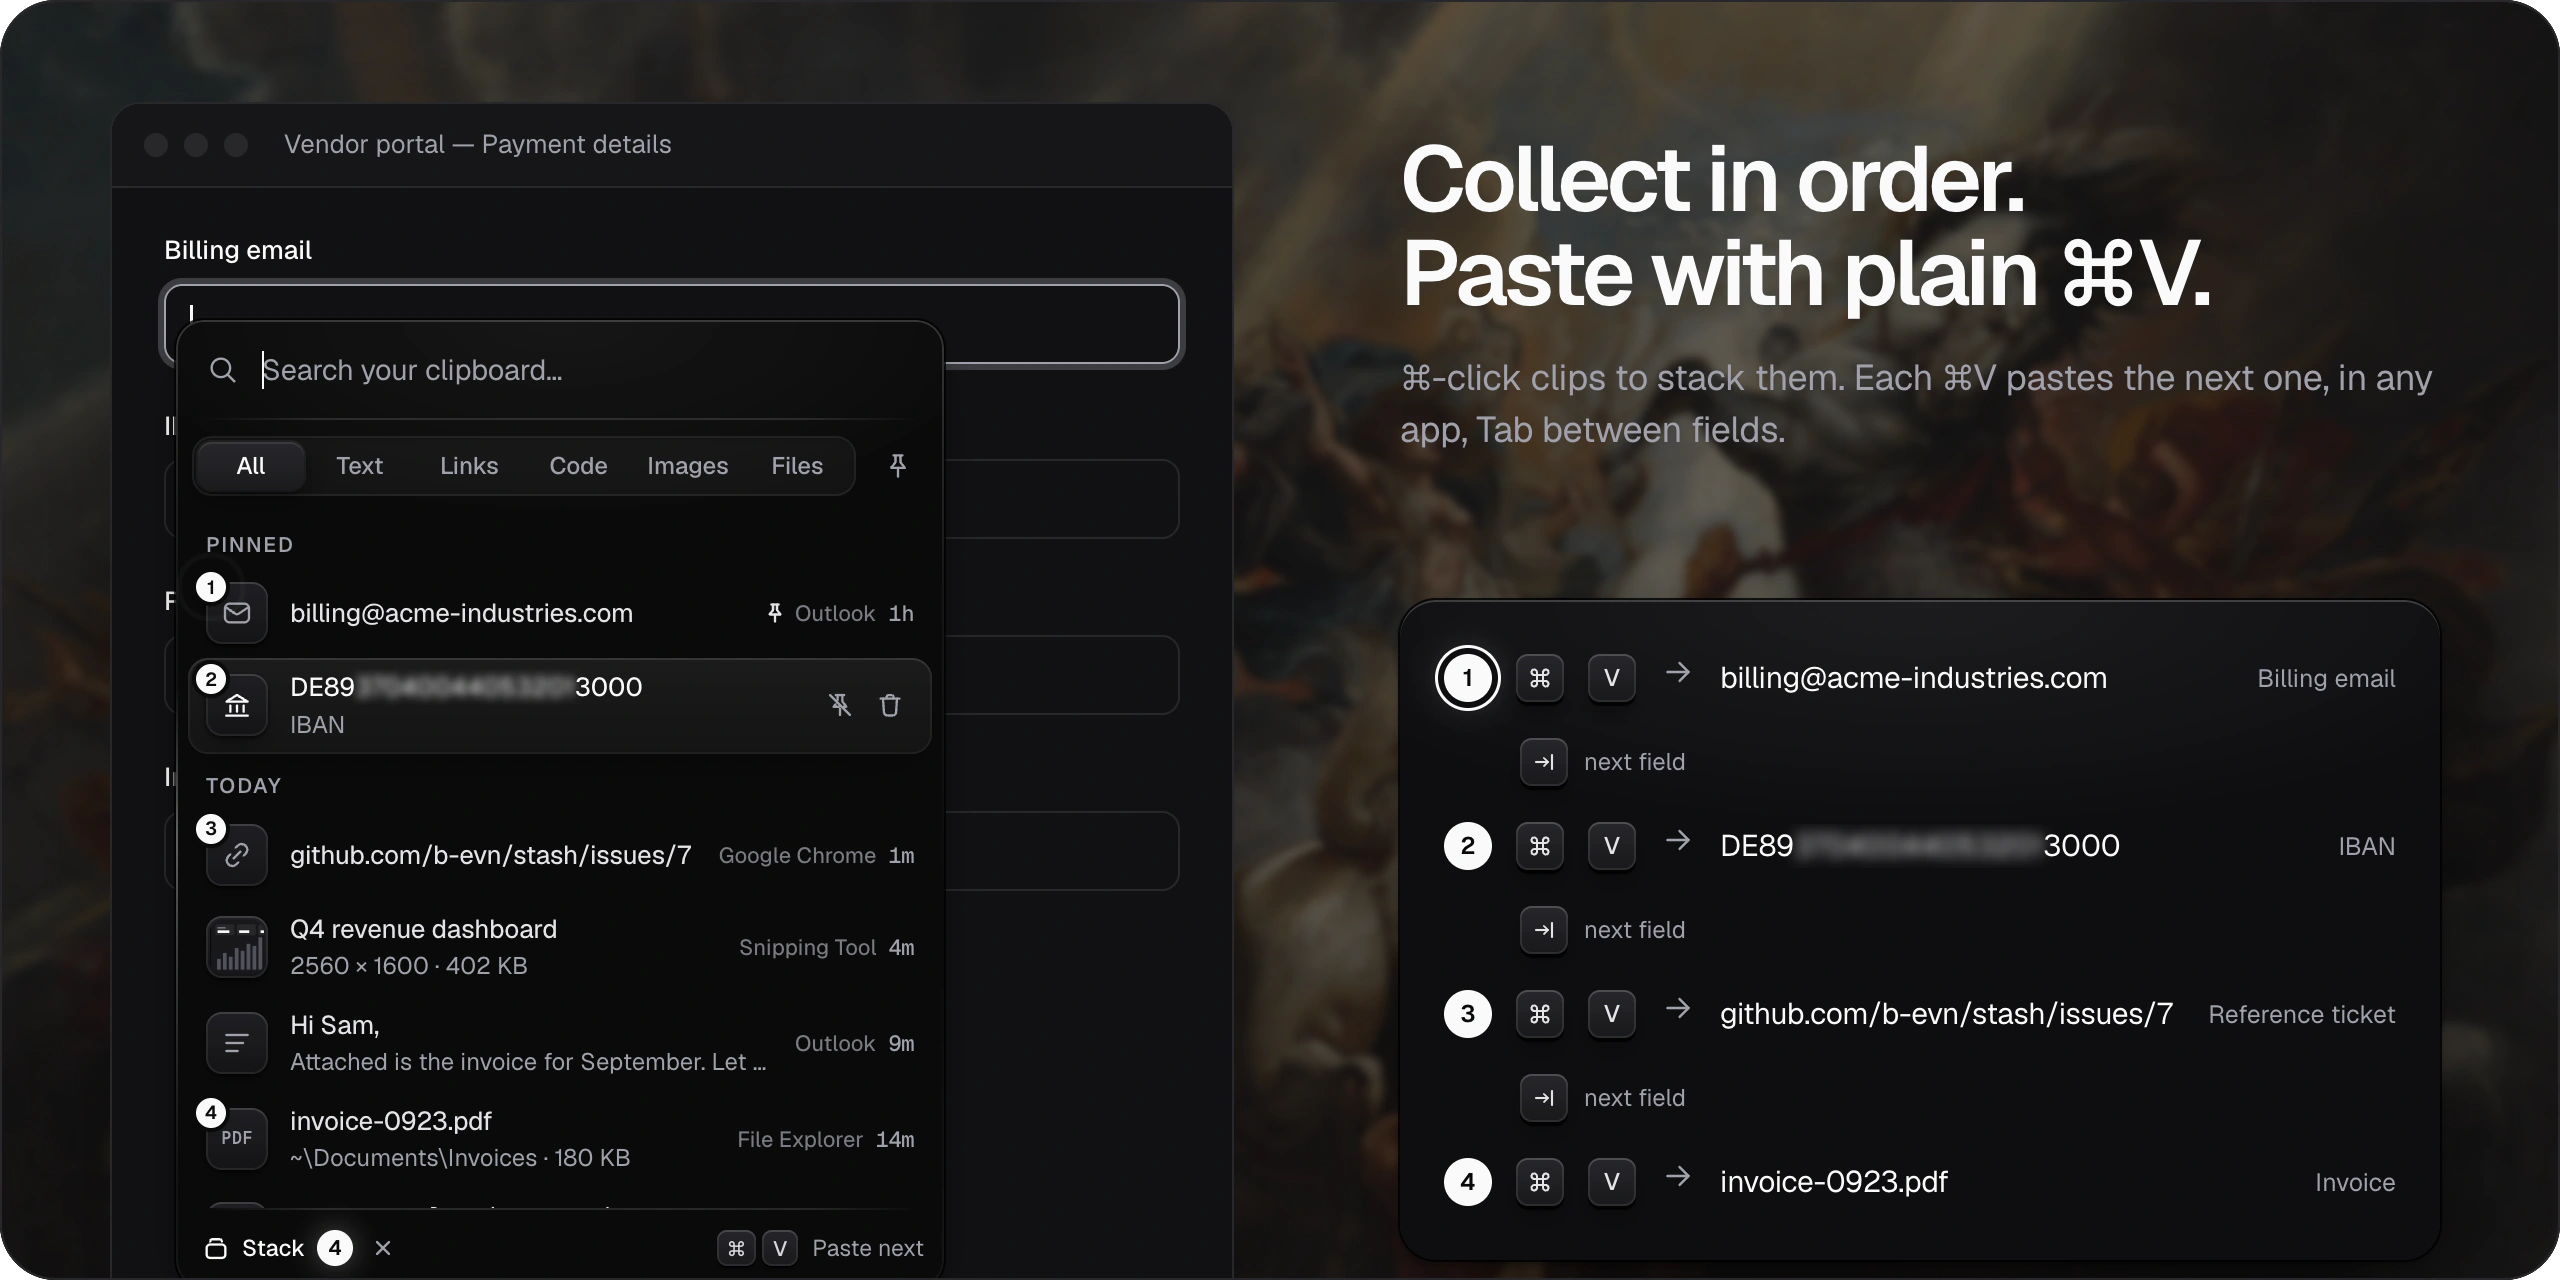 Vendor portal — Payment details
Billing email
Search your clipboard...
All Text Links Code Images Files
PINNED
1 billing@acme-industries.com Outlook 1h
2 DE89 3000
IBAN
TODAY
3 github.com/b-evn/stash/issues/7 Google Chrome 1m
Q4 revenue dashboard
2560 × 1600 · 402 KB
Snipping Tool 4m
Hi Sam,
Attached is the invoice for September. Let ...
Outlook 9m
4 PDF invoice-0923.pdf
~\Documents\Invoices · 180 KB
File Explorer 14m
Stack 4 × ⌘ V Paste next
Collect in order.
Paste with plain ⌘V.
⌘-click clips to stack them. Each ⌘V pastes the next one, in any
app, Tab between fields.
1 ⌘ V → billing@acme-industries.com Billing email
next field
2 ⌘ V → DE89 3000 IBAN
next field
3 ⌘ V → github.com/b-evn/stash/issues/7 Reference ticket
next field
4 ⌘ V → invoice-0923.pdf Invoice